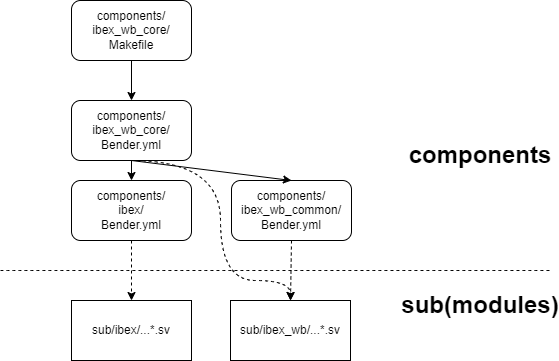 components/
ibex_wb_core/
Makefile
components/
ibex_wb_core/
Bender.yml
components
components/
ibex/
Bender.yml
components/
ibex_wb_common/
Bender.yml
sub(modules)
sub/ibex/...*.sv
sub/ibex_wb/...*.sv